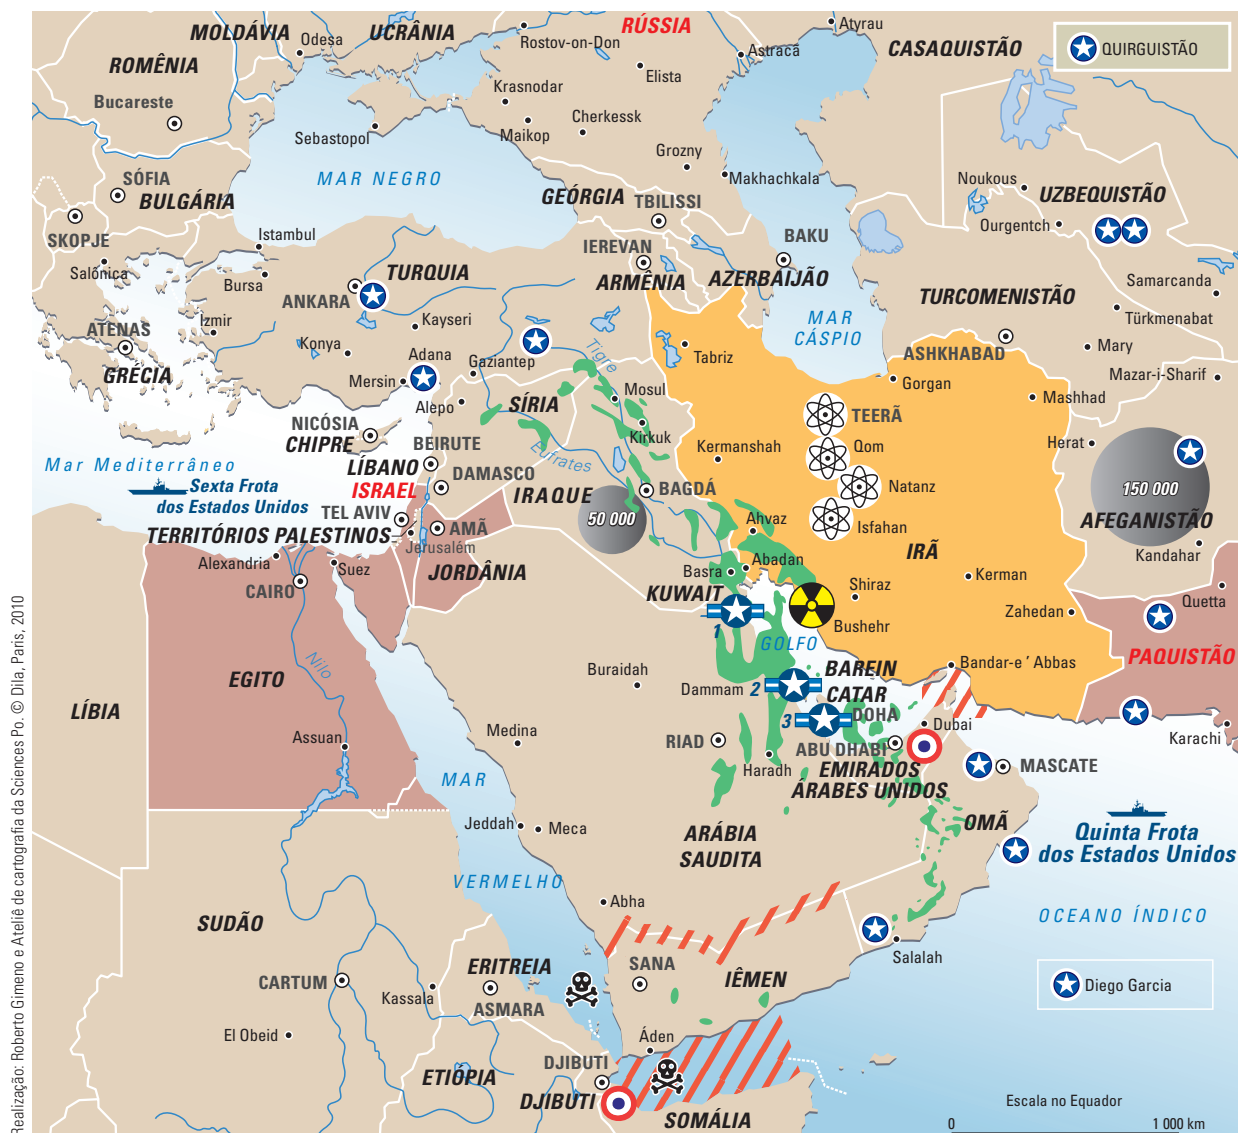 MOLDÁVIA
UCRÂNIA
RÚSSIA
Atyrau
Odesa
Rostov-on-Don
Astracã
CASAQUISTÃO
QUIRGUISTÃO
ROMÊNIA
Elista
Bucareste
Krasnodar
Cherkessk
Sebastopol
Maikop
Grozny
Makhachkala
Noukous
UZBEQUISTÃO
SÓFIA
BULGÁRIA
MAR NEGRO
GEÓRGIA
TBILISSI
Ourgentch
SKOPJE
Istambul
IEREVAN
BAKU
Salônica
Bursa
TURQUIA
ARMÊNIA
AZERBAIJÃO
Samarcanda
ANKARA
TURCOMENISTÃO
Türkmenabat
ATENAS
Izmir
Kayseri
MAR
CÁSPIO
Konya
Adana
Tigre
Tabriz
ASHKHABAD
Mary
GRÉCIA
Mersin
Gaziantep
Gorgan
Mazar-i-Sharif
Alepo
SÍRIA
Mosul
Mashhad
NICÓSIA
CHIPRE
BEIRUTE
Kirkuk
TEERÃ
Kermanshah
Qom
Herat
Mar Mediterrâneo
LÍBANO
DAMASCO
Eufrates
Sexta Frota
dos Estados Unidos
ISRAEL
IRAQUE
BAGDÁ
Natanz
150 000
TEL AVIV
50 000
Ahvaz
Isfahan
AFEGANISTÃO
TERRITÓRIOS PALESTINOS
AMÃ
Jerusalém
IRÃ
Kandahar
Alexandria
Suez
JORDÂNIA
Basra
Abadan
CAIRO
KUWAIT
Shiraz
Kerman
Quetta
1
Bushehr
Zahedan
GOLFO
EGITO
Nilo
Buraidah
BAREIN
Bandar-e ' Abbas
PAQUISTÃO
Dammam
2
CATAR
LÍBIA
3
DOHA
Dubai
Assuan
Medina
RIAD
ABU DHABI
Karachi
Haradh
EMIRADOS
ÁRABES UNIDOS
MASCATE
MAR
VERMELHO
Jeddah
Meca
ARÁBIA
SAUDITA
OMÃ
Quinta Frota
dos Estados Unidos
Abha
OCEANO ÍNDICO
SUDÃO
Salalah
CARTUM
ERITREIA
SANA
IÊMEN
Kassala
ASMARA
Diego Garcia
El Obeid
Áden
DJIBUTÍ
ETIÓPIA
DJIBUTI
SOMÁLIA
Escala no Equador
0
1 000 km
Realização: Roberto Gimeno e Ateliê de cartografia da Sciences Po. © Dila, Paris, 2010